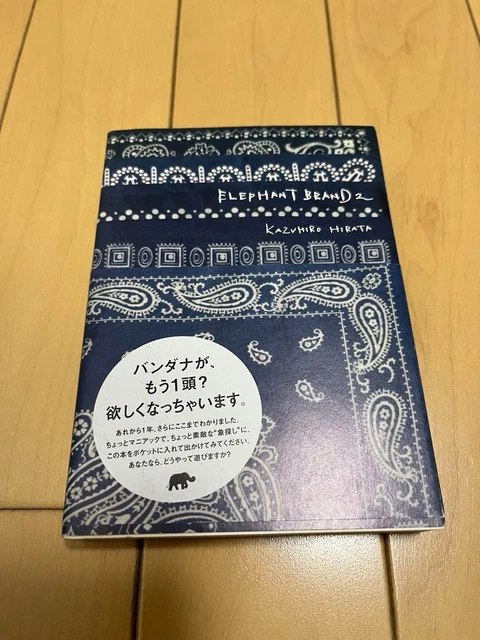 ELEPHANT BRAND 2
KAZUHIRO HIRATA
バンダナが、
もう1頭?
欲しくなっちゃいます。
あれから1年、さらにここまでわかりました。
ちょっとマニアックで、ちょっと素敵な“象探し”に、
この本をポケットに入れて出かけてみてください。
あなたなら、どうやって遊びますか?